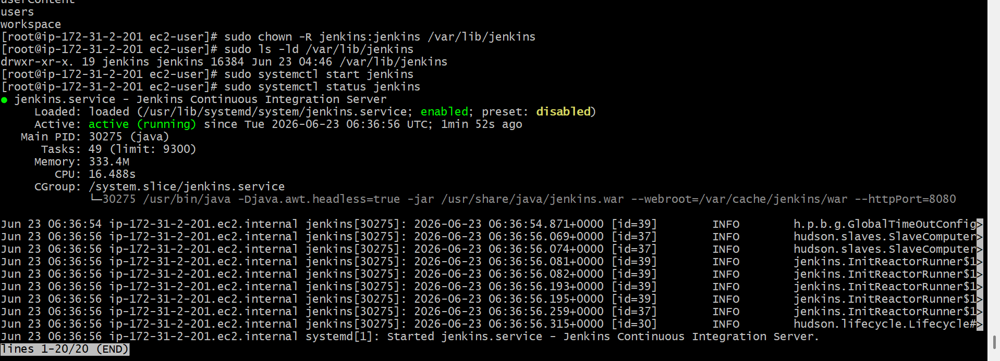 userContent
users
workspace
[root@ip-172-31-2-201 ec2-user]# sudo chown -R jenkins:jenkins /var/lib/jenkins
[root@ip-172-31-2-201 ec2-user]# sudo ls -ld /var/lib/jenkins
drwxr-xr-x. 19 jenkins jenkins 16384 Jun 23 04:46 /var/lib/jenkins
[root@ip-172-31-2-201 ec2-user]# sudo systemctl start jenkins
[root@ip-172-31-2-201 ec2-user]# sudo systemctl status jenkins
● jenkins.service - Jenkins Continuous Integration Server
     Loaded: loaded (/usr/lib/systemd/system/jenkins.service; enabled; preset: disabled)
     Active: active (running) since Tue 2026-06-23 06:36:56 UTC; 1min 52s ago
   Main PID: 30275 (java)
      Tasks: 49 (limit: 9300)
     Memory: 333.4M
        CPU: 16.488s
     CGroup: /system.slice/jenkins.service
             └─30275 /usr/bin/java -Djava.awt.headless=true -jar /usr/share/java/jenkins.war --webroot=/var/cache/jenkins/war --httpPort=8080

Jun 23 06:36:54 ip-172-31-2-201.ec2.internal jenkins[30275]: 2026-06-23 06:36:54.871+0000 [id=39]        INFO        h.p.b.g.GlobalTimeOutConfig>
Jun 23 06:36:56 ip-172-31-2-201.ec2.internal jenkins[30275]: 2026-06-23 06:36:56.069+0000 [id=37]        INFO        hudson.slaves.SlaveComputer>
Jun 23 06:36:56 ip-172-31-2-201.ec2.internal jenkins[30275]: 2026-06-23 06:36:56.074+0000 [id=37]        INFO        hudson.slaves.SlaveComputer>
Jun 23 06:36:56 ip-172-31-2-201.ec2.internal jenkins[30275]: 2026-06-23 06:36:56.081+0000 [id=39]        INFO        jenkins.InitReactorRunner$1>
Jun 23 06:36:56 ip-172-31-2-201.ec2.internal jenkins[30275]: 2026-06-23 06:36:56.082+0000 [id=39]        INFO        jenkins.InitReactorRunner$1>
Jun 23 06:36:56 ip-172-31-2-201.ec2.internal jenkins[30275]: 2026-06-23 06:36:56.193+0000 [id=39]        INFO        jenkins.InitReactorRunner$1>
Jun 23 06:36:56 ip-172-31-2-201.ec2.internal jenkins[30275]: 2026-06-23 06:36:56.195+0000 [id=39]        INFO        jenkins.InitReactorRunner$1>
Jun 23 06:36:56 ip-172-31-2-201.ec2.internal jenkins[30275]: 2026-06-23 06:36:56.259+0000 [id=37]        INFO        jenkins.InitReactorRunner$1>
Jun 23 06:36:56 ip-172-31-2-201.ec2.internal jenkins[30275]: 2026-06-23 06:36:56.315+0000 [id=30]        INFO        hudson.lifecycle.Lifecycle#>
Jun 23 06:36:56 ip-172-31-2-201.ec2.internal systemd[1]: Started jenkins.service - Jenkins Continuous Integration Server.
lines 1-20/20 (END)